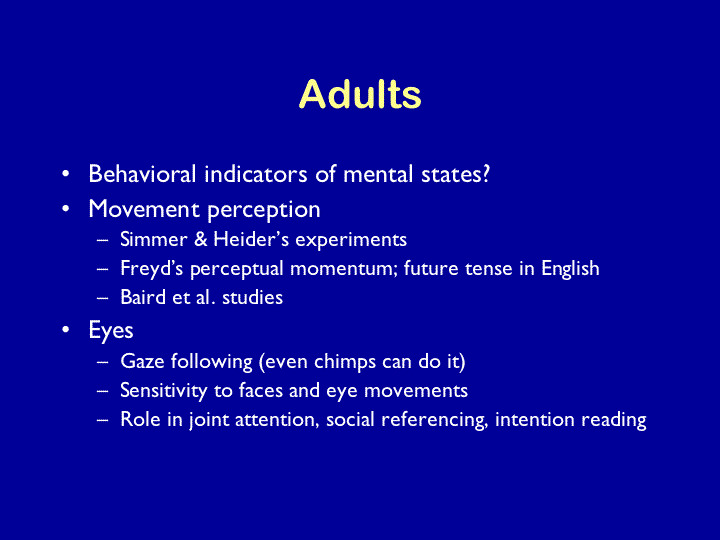 Adults
• Behavioral indicators of mental states?
• Movement perception
– Simmer & Heider's experiments
– Freyd's perceptual momentum; future tense in English
– Baird et al. studies
• Eyes
– Gaze following (even chimps can do it)
– Sensitivity to faces and eye movements
– Role in joint attention, social referencing, intention reading